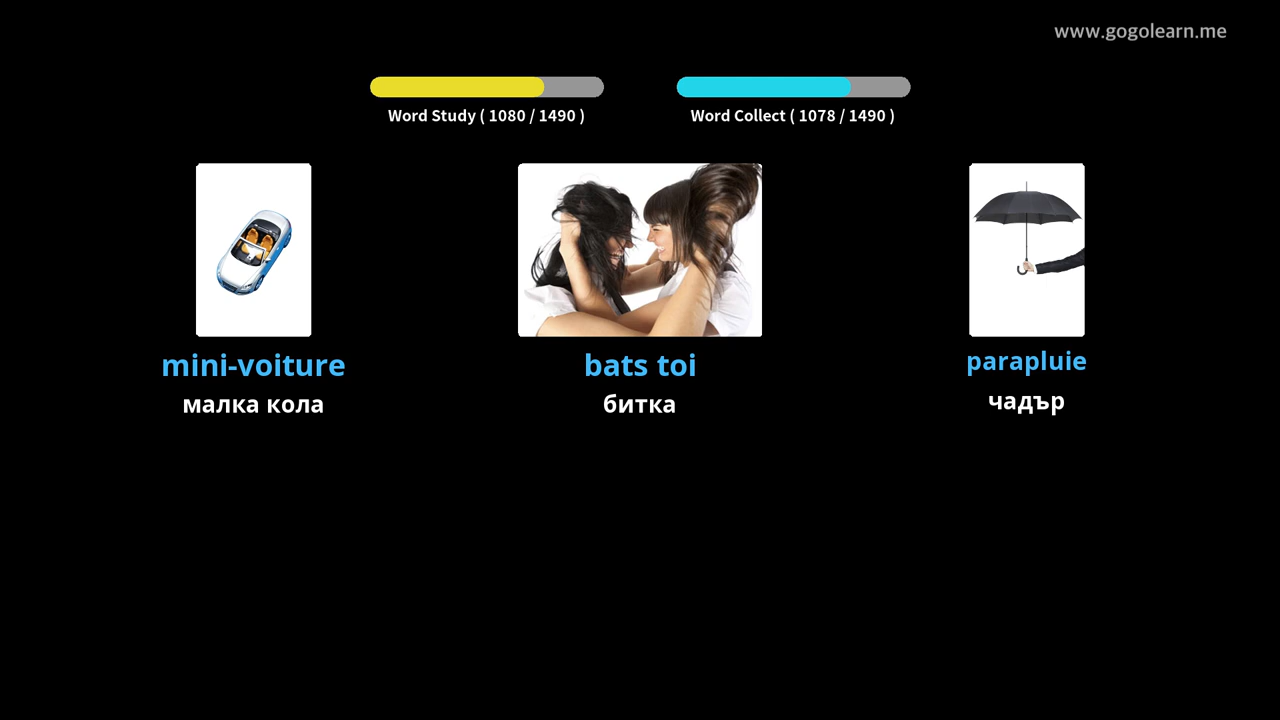 www.gogolearn.me
Word Study ( 1080 / 1490 )
Word Collect ( 1078 / 1490 )
mini-voiture
малка кола
bats toi
битка
parapluie
чадър